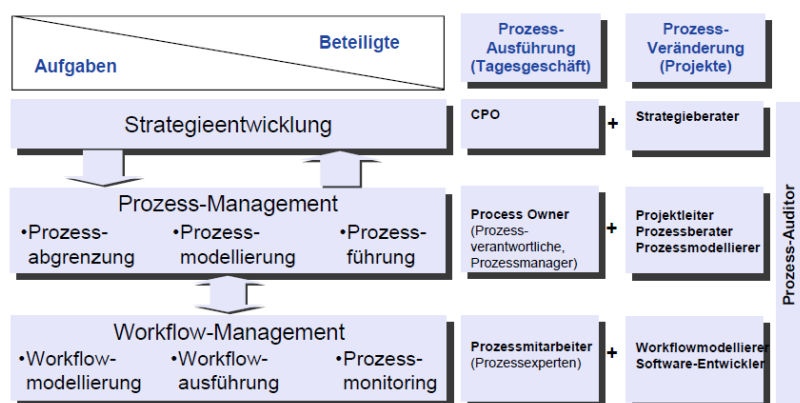 Aufgaben
Beteiligte
Prozess-
Ausführung
(Tagesgeschäft)
Prozess-
Veränderung
(Projekte)
Strategieentwicklung
CPO
+
Strategieberater
Prozess-Management
•Prozess-
abgrenzung
•Prozess-
modellierung
•Prozess-
führung
Process Owner
(Prozess-
verantwortliche,
Prozessmanager)
+
Projektleiter
Prozessberater
Prozessmodellierer
Workflow-Management
•Workflow-
modellierung
•Workflow-
ausführung
•Prozess-
monitoring
Prozessmitarbeiter
(Prozessexperten)
+
Workflowmodellierer
Software-Entwickler
Prozess-Auditor